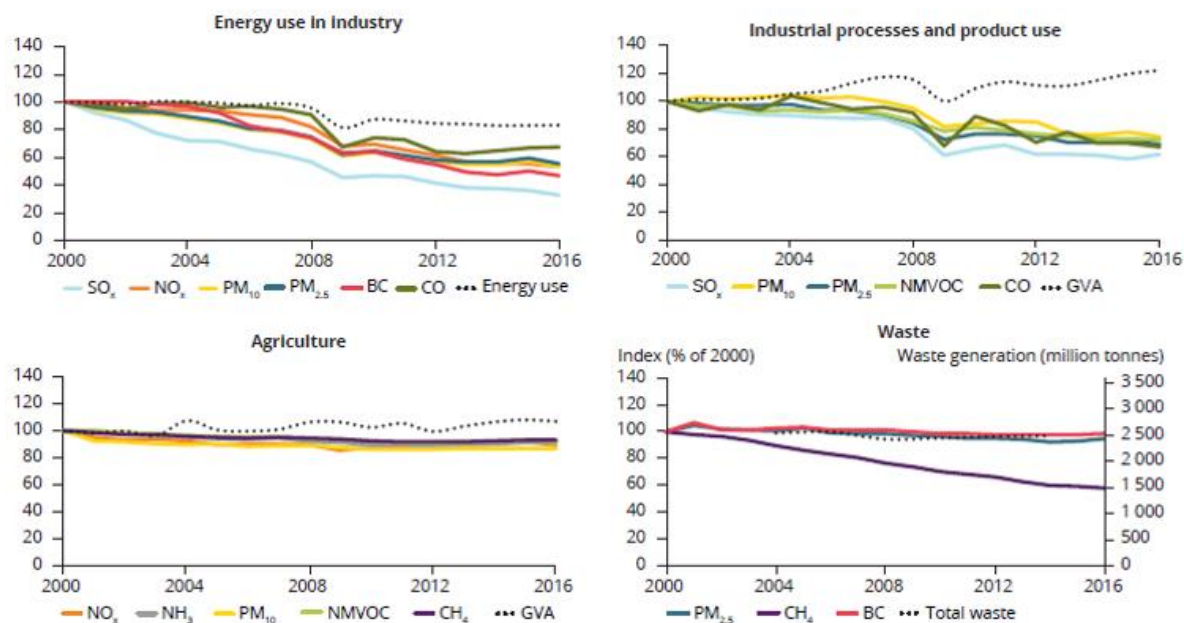 Energy use in industry
140
120
100
80
60
40
20
0
2000 2004 2008 2012 2016
SOₓ NOₓ PM₁₀ PM₂.₅ BC CO Energy use
Industrial processes and product use
140
120
100
80
60
40
20
0
2000 2004 2008 2012 2016
SOₓ PM₁₀ PM₂.₅ NMVOC CO GVA
Agriculture
140
120
100
80
60
40
20
0
2000 2004 2008 2012 2016
NOₓ NH₃ PM₁₀ NMVOC CH₄ GVA
Waste
Index (% of 2000) Waste generation (million tonnes)
140 3 500
120 3 000
100 2 500
80 2 000
60 1 500
40 1 000
20 500
0 0
2000 2004 2008 2012 2016
PM₂.₅ CH₄ BC Total waste